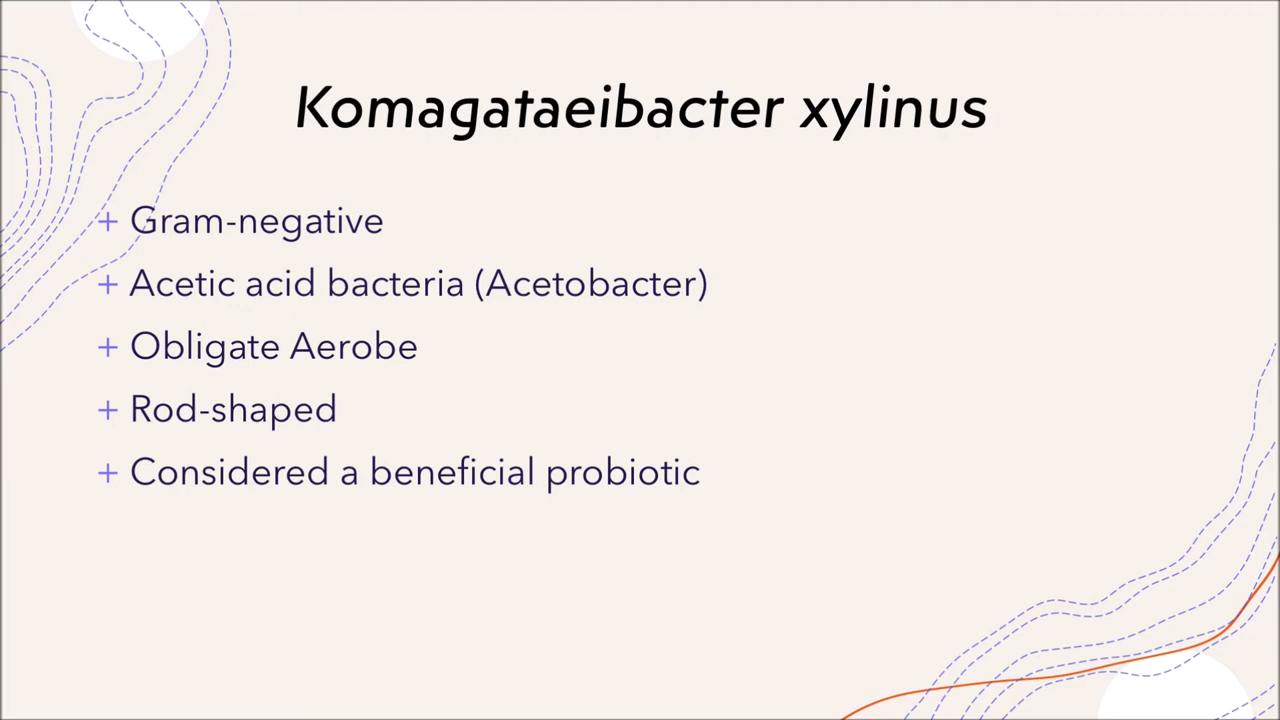 Komagataeibacter xylinus
+ Gram-negative
+ Acetic acid bacteria (Acetobacter)
+ Obligate Aerobe
+ Rod-shaped
+ Considered a beneficial probiotic